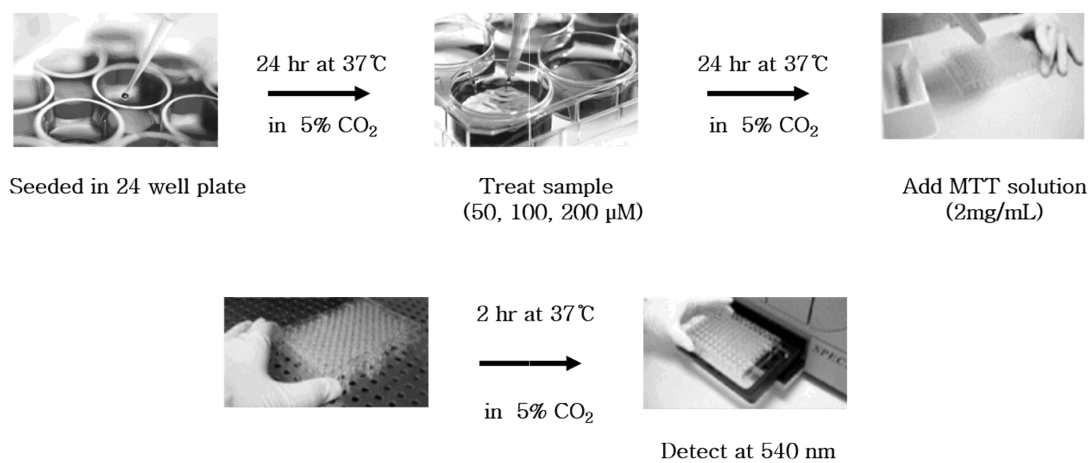 24 hr at 37℃
in 5% CO₂
24 hr at 37℃
in 5% CO₂
Seeded in 24 well plate
Treat sample
(50, 100, 200 µM)
Add MTT solution
(2mg/mL)
2 hr at 37℃
in 5% CO₂
SPEC
Detect at 540 nm